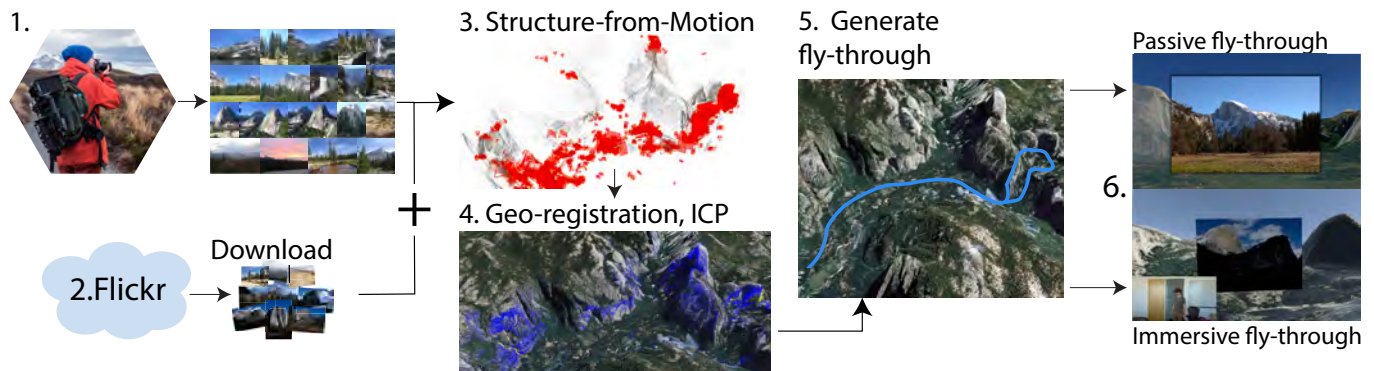 1.
2.Flickr
Download
+
3. Structure-from-Motion
4. Geo-registration, ICP
5. Generate
fly-through
6.
Passive fly-through
Immersive fly-through